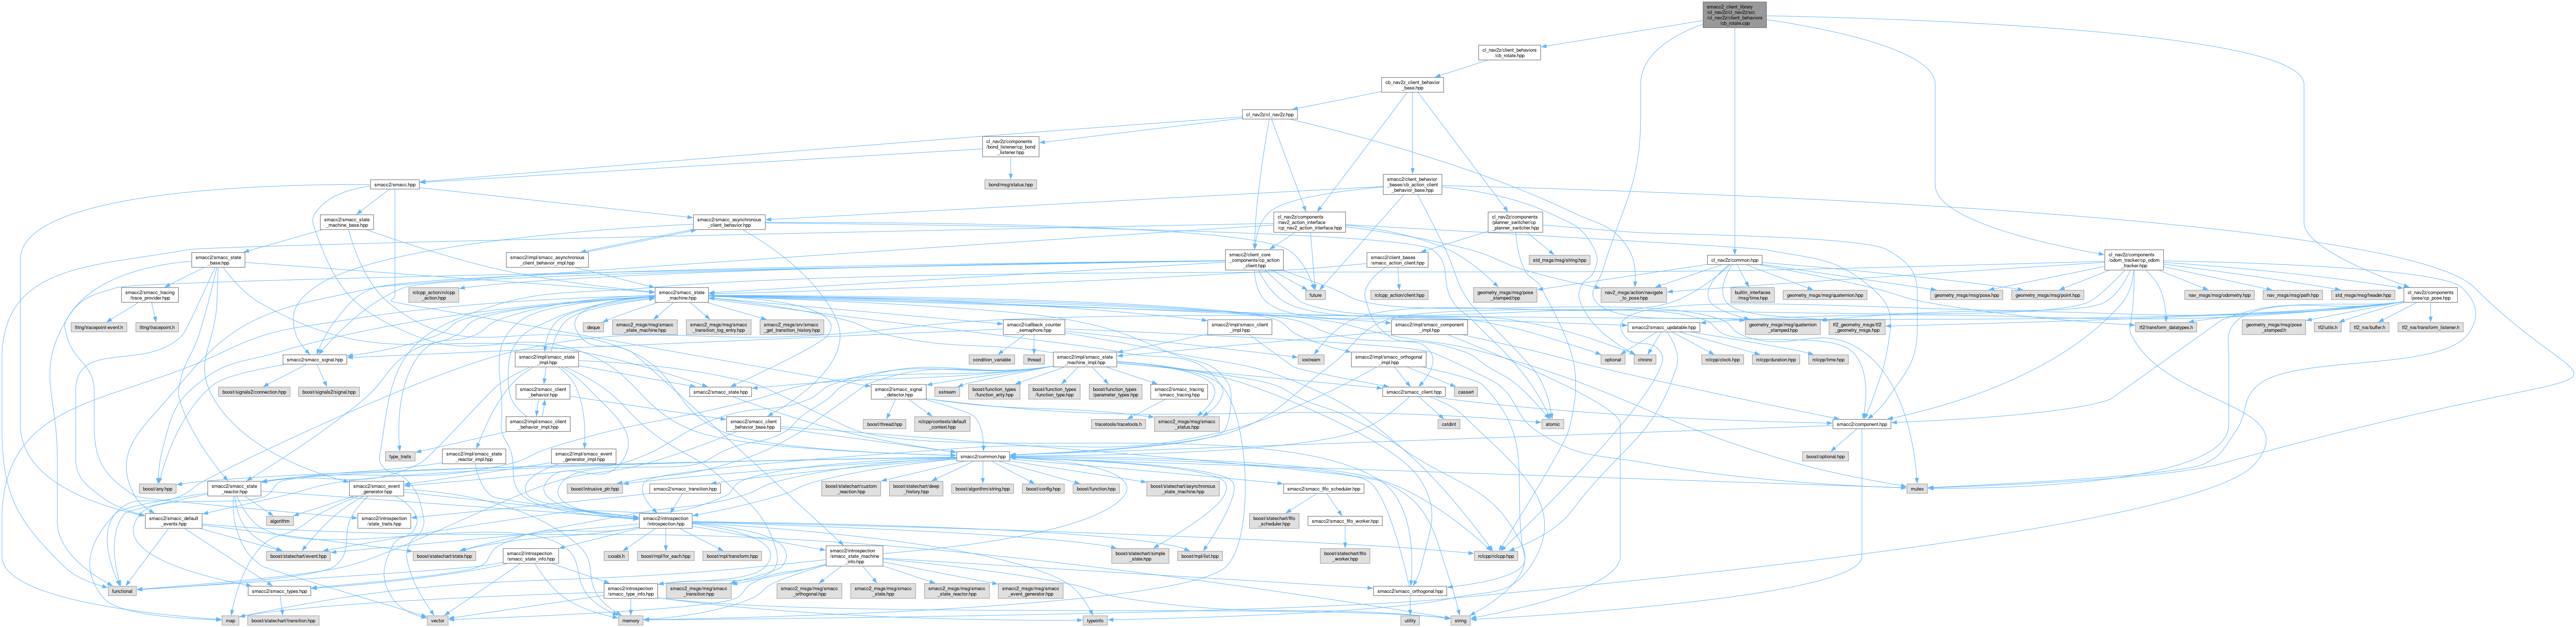 smacc2_client_library
/cl_nav2z/cl_nav2z/src
/cl_nav2z/client_behaviors
/cb_rotate.cpp
cl_nav2z/client_behaviors
/cb_rotate.hpp
cb_nav2z_client_behavior
_base.hpp
cl_nav2z/cl_nav2z.hpp
cl_nav2z/components
/bond_listener/cp_bond
_listener.hpp
smacc2/smacc.hpp
bond/msg/status.hpp
smacc2/client_behavior
_bases/cb_action_client
_behavior_base.hpp
smacc2/smacc_state
_machine_base.hpp
smacc2/smacc_asynchronous
_client_behavior.hpp
cl_nav2z/components
/nav2_action_interface
/cp_nav2_action_interface.hpp
cl_nav2z/components
/planner_switcher/cp
_planner_switcher.hpp
smacc2/smacc_state
_base.hpp
smacc2/impl/smacc_asynchronous
_client_behavior_impl.hpp
smacc2/client_core
_components/cp_action
_client.hpp
smacc2/client_bases
/smacc_action_client.hpp
std_msgs/msg/string.hpp
cl_nav2z/common.hpp
cl_nav2z/components
/odom_tracker/cp_odom
_tracker.hpp
smacc2/smacc_tracing
/trace_provider.hpp
rclcpp_action/rclcpp
_action.hpp
smacc2/smacc_state
_machine.hpp
future
rclcpp_action/client.hpp
geometry_msgs/msg/pose
_stamped.hpp
nav2_msgs/action/navigate
_to_pose.hpp
builtin_interfaces
/msg/time.hpp
geometry_msgs/msg/quaternion.hpp
geometry_msgs/msg/pose.hpp
geometry_msgs/msg/point.hpp
nav_msgs/msg/odometry.hpp
nav_msgs/msg/path.hpp
std_msgs/msg/header.hpp
cl_nav2z/components
/pose/cp_pose.hpp
lttng/tracepoint-event.h
lttng/tracepoint.h
deque
smacc2_msgs/msg/smacc
_state_machine.hpp
smacc2_msgs/msg/smacc
_transition_log_entry.hpp
smacc2_msgs/srv/smacc
_get_transition_history.hpp
smacc2/callback_counter
_semaphore.hpp
smacc2/impl/smacc_client
_impl.hpp
smacc2/impl/smacc_component
_impl.hpp
smacc2/smacc_updatable.hpp
geometry_msgs/msg/quaternion
_stamped.hpp
tf2_geometry_msgs/tf2
_geometry_msgs.hpp
tf2/transform_datatypes.h
geometry_msgs/msg/pose
_stamped.h
tf2/utils.h
tf2_ros/buffer.h
tf2_ros/transform_listener.h
smacc2/smacc_signal.hpp
smacc2/impl/smacc_state
_impl.hpp
condition_variable
thread
smacc2/impl/smacc_state
_machine_impl.hpp
iostream
smacc2/impl/smacc_orthogonal
_impl.hpp
optional
chrono
rclcpp/clock.hpp
rclcpp/duration.hpp
rclcpp/time.hpp
boost/signals2/connection.hpp
boost/signals2/signal.hpp
smacc2/smacc_client
_behavior.hpp
smacc2/smacc_state.hpp
smacc2/smacc_signal
_detector.hpp
sstream
boost/function_types
/function_arity.hpp
boost/function_types
/function_type.hpp
boost/function_types
/parameter_types.hpp
smacc2/smacc_tracing
/smacc_tracing.hpp
smacc2/smacc_client.hpp
cassert
smacc2/impl/smacc_client
_behavior_impl.hpp
smacc2/smacc_client
_behavior_base.hpp
boost/thread.hpp
rclcpp/contexts/default
_context.hpp
tracetools/tracetools.h
smacc2_msgs/msg/smacc
_status.hpp
cstdint
atomic
smacc2/component.hpp
type_traits
smacc2/impl/smacc_state
_reactor_impl.hpp
smacc2/impl/smacc_event
_generator_impl.hpp
smacc2/common.hpp
boost/optional.hpp
boost/any.hpp
smacc2/smacc_state
_reactor.hpp
smacc2/smacc_event
_generator.hpp
boost/intrusive_ptr.hpp
smacc2/smacc_transition.hpp
boost/statechart/custom
_reaction.hpp
boost/statechart/deep
_history.hpp
boost/algorithm/string.hpp
boost/config.hpp
boost/function.hpp
boost/statechart/asynchronous
_state_machine.hpp
smacc2/smacc_fifo_scheduler.hpp
mutex
smacc2/smacc_default
_events.hpp
algorithm
smacc2/introspection
/state_traits.hpp
smacc2/introspection
/introspection.hpp
boost/statechart/fifo
_scheduler.hpp
smacc2/smacc_fifo_worker.hpp
boost/statechart/event.hpp
boost/statechart/state.hpp
smacc2/introspection
/smacc_state_info.hpp
cxxabi.h
boost/mpl/for_each.hpp
boost/mpl/transform.hpp
smacc2/introspection
/smacc_state_machine
_info.hpp
boost/statechart/simple
_state.hpp
boost/mpl/list.hpp
boost/statechart/fifo
_worker.hpp
rclcpp/rclcpp.hpp
functional
smacc2/smacc_types.hpp
smacc2/introspection
/smacc_type_info.hpp
smacc2_msgs/msg/smacc
_transition.hpp
smacc2_msgs/msg/smacc
_orthogonal.hpp
smacc2_msgs/msg/smacc
_state.hpp
smacc2_msgs/msg/smacc
_state_reactor.hpp
smacc2_msgs/msg/smacc
_event_generator.hpp
smacc2/smacc_orthogonal.hpp
map
boost/statechart/transition.hpp
vector
memory
typeinfo
utility
string